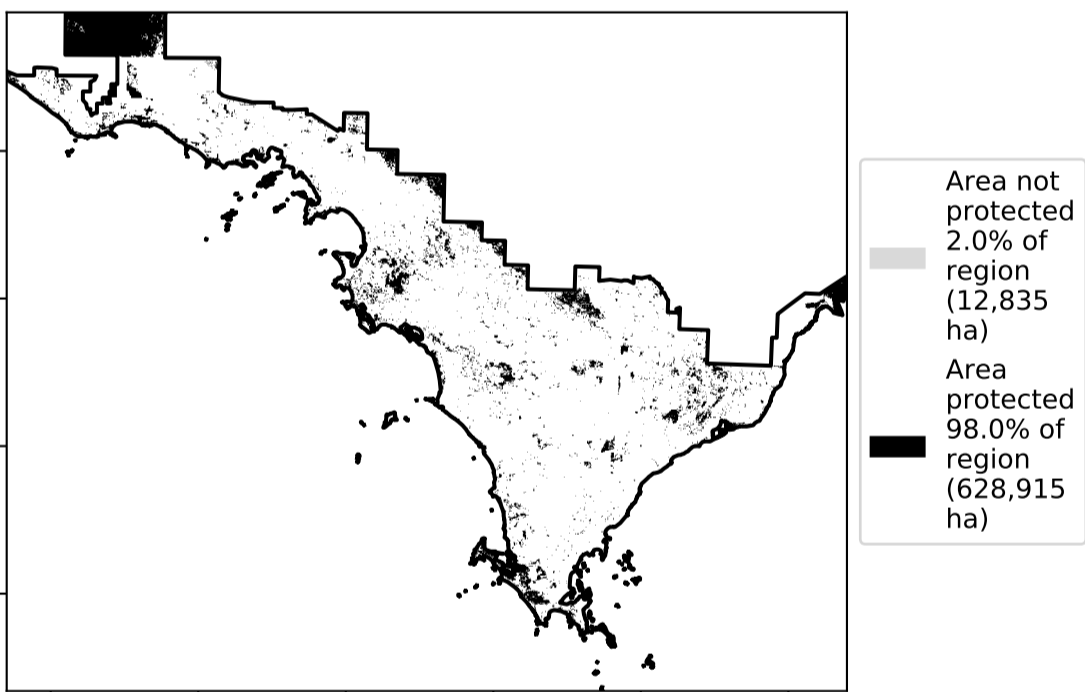 Area not
protected
2.0% of
region
(12,835
ha)
Area
protected
98.0% of
region
(628,915
ha)